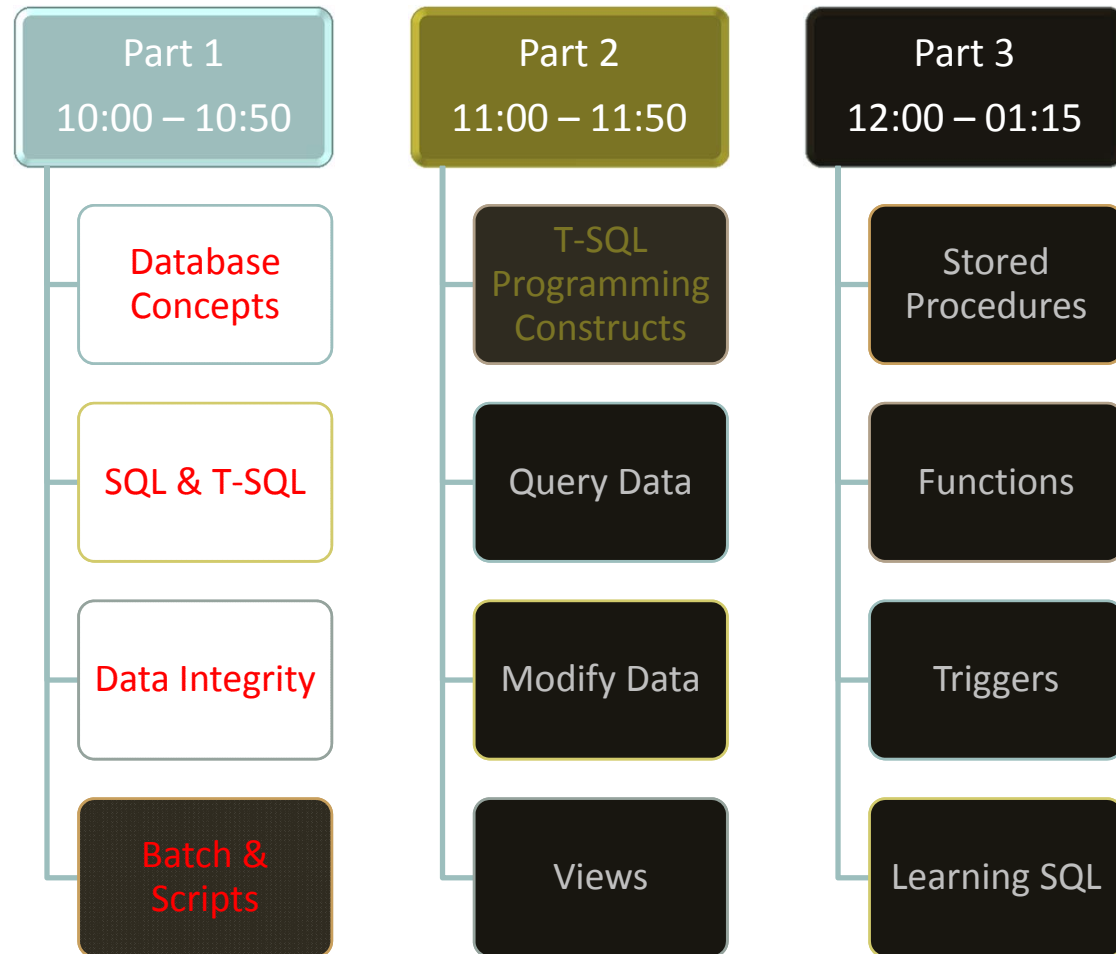 Part 1
10:00 – 10:50
Database
Concepts
SQL & T-SQL
Data Integrity
Batch &
Scripts
Part 2
11:00 – 11:50
T-SQL
Programming
Constructs
Query Data
Modify Data
Views
Part 3
12:00 – 01:15
Stored
Procedures
Functions
Triggers
Learning SQL